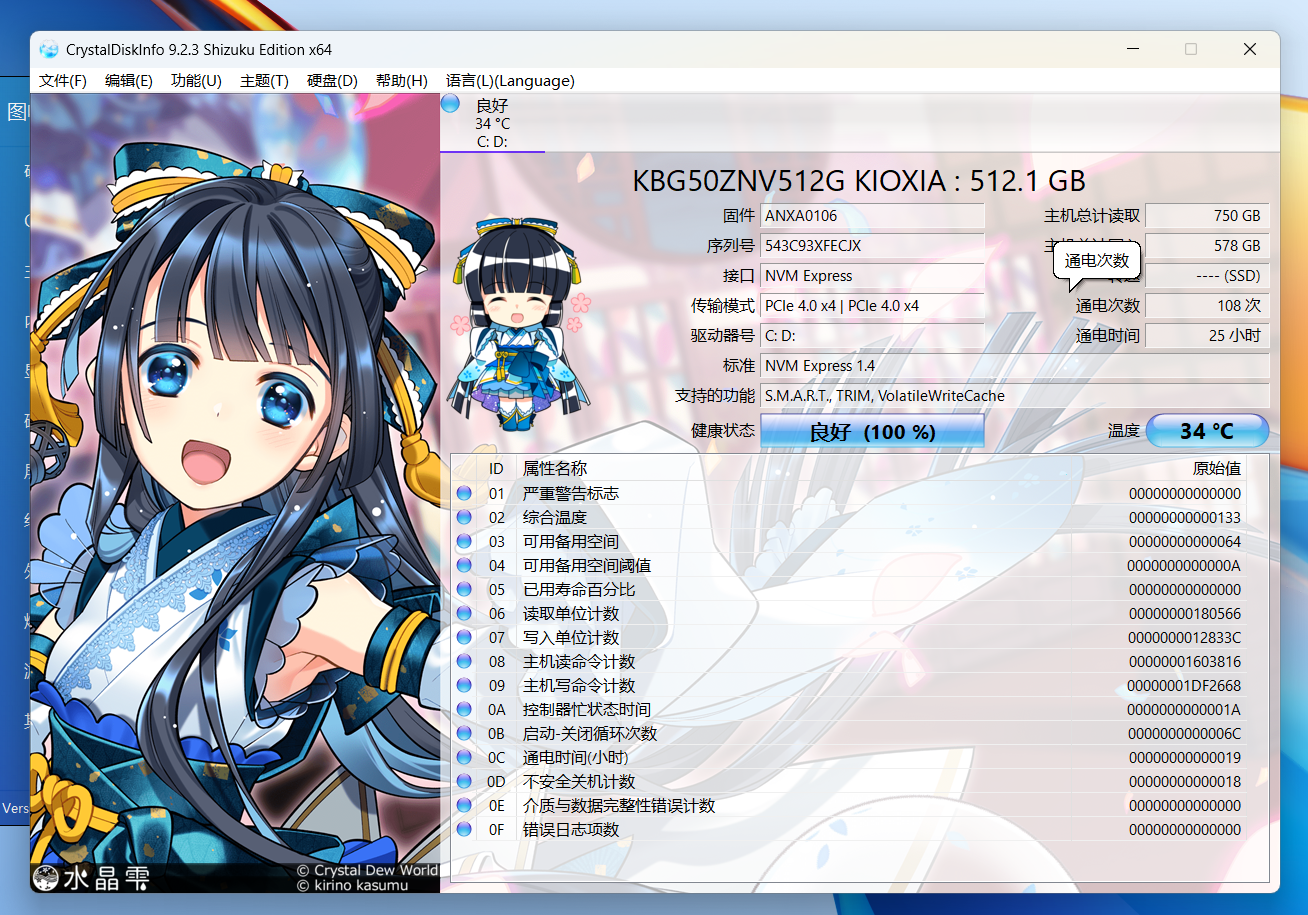 CrystalDiskInfo 9.2.3 Shizuku Edition x64
文件(F) 编辑(E) 功能(U) 主题(T) 硬盘(D) 帮助(H) 语言(L)(Language)
良好
34 °C
C: D:
KBG50ZNV512G KIOXIA : 512.1 GB
固件 ANXA0106 主机总计读取 750 GB
序列号 543C93XFECJX 578 GB
通电次数
接口 NVM Express ---- (SSD)
传输模式 PCIe 4.0 x4 | PCIe 4.0 x4 通电次数 108 次
驱动器号 C: D: 通电时间 25 小时
标准 NVM Express 1.4
支持的功能 S.M.A.R.T., TRIM, VolatileWriteCache
健康状态 良好 (100 %) 温度 34 °C
ID 属性名称 原始值
01 严重警告标志 00000000000000
02 综合温度 00000000000133
03 可用备用空间 00000000000064
04 可用备用空间阈值 0000000000000A
05 已用寿命百分比 00000000000000
06 读取单位计数 00000000180566
07 写入单位计数 0000000012833C
08 主机读命令计数 00000001603816
09 主机写命令计数 00000001DF2668
0A 控制器忙状态时间 0000000000001A
0B 启动-关闭循环次数 0000000000006C
0C 通电时间(小时) 00000000000019
0D 不安全关机计数 00000000000018
0E 介质与数据完整性错误计数 00000000000000
0F 错误日志项数 00000000000000
水晶雫
© Crystal Dew World
© kirino kasumu
Vers